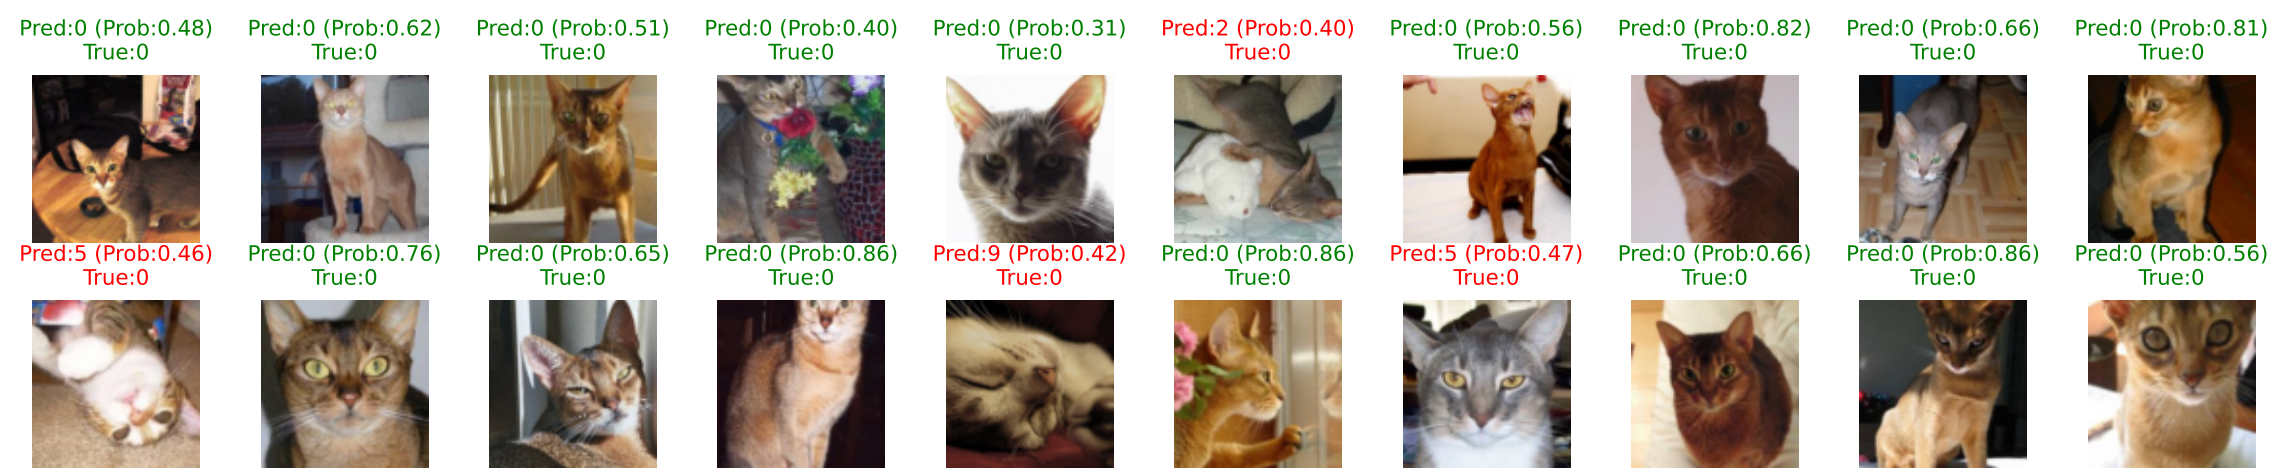 Pred:0 (Prob:0.48)
True:0
Pred:0 (Prob:0.62)
True:0
Pred:0 (Prob:0.51)
True:0
Pred:0 (Prob:0.40)
True:0
Pred:0 (Prob:0.31)
True:0
Pred:2 (Prob:0.40)
True:0
Pred:0 (Prob:0.56)
True:0
Pred:0 (Prob:0.82)
True:0
Pred:0 (Prob:0.66)
True:0
Pred:0 (Prob:0.81)
True:0
Pred:5 (Prob:0.46)
True:0
Pred:0 (Prob:0.76)
True:0
Pred:0 (Prob:0.65)
True:0
Pred:0 (Prob:0.86)
True:0
Pred:9 (Prob:0.42)
True:0
Pred:0 (Prob:0.86)
True:0
Pred:5 (Prob:0.47)
True:0
Pred:0 (Prob:0.66)
True:0
Pred:0 (Prob:0.86)
True:0
Pred:0 (Prob:0.56)
True:0